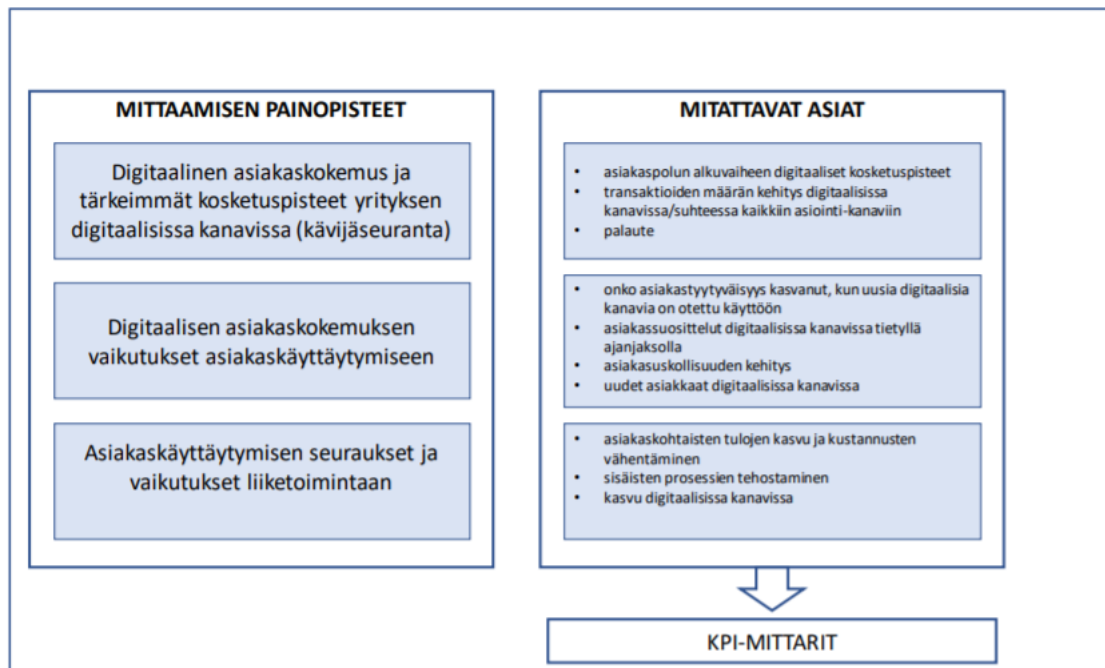 MITTAAMISEN PAINOPISTEET
Digitaalinen asiakaskokemus ja
tärkeimmät kosketuspisteet yrityksen
digitaalisissa kanavissa (kävijäseuranta)
Digitaalisen asiakaskokemuksen
vaikutukset asiakaskäyttäytymiseen
Asiakaskäyttäytymisen seuraukset ja
vaikutukset liiketoimintaan
MITATTAVAT ASIAT
• asiakaspolun alkuvaiheen digitaaliset kosketuspisteet
• transaktioiden määrän kehitys digitaalisissa
kanavissa/suhteessa kaikkiin asiointi-kanaviin
• palaute
• onko asiakastyytyväisyys kasvanut, kun uusia digitaalisia
kanavia on otettu käyttöön
• asiakassuosittelut digitaalisissa kanavissa tietyllä
ajanjaksolla
• asiakasuskollisuuden kehitys
• uudet asiakkaat digitaalisissa kanavissa
• asiakaskohtaisten tulojen kasvu ja kustannusten
vähentäminen
• sisäisten prosessien tehostaminen
• kasvu digitaalisissa kanavissa
KPI-MITTARIT